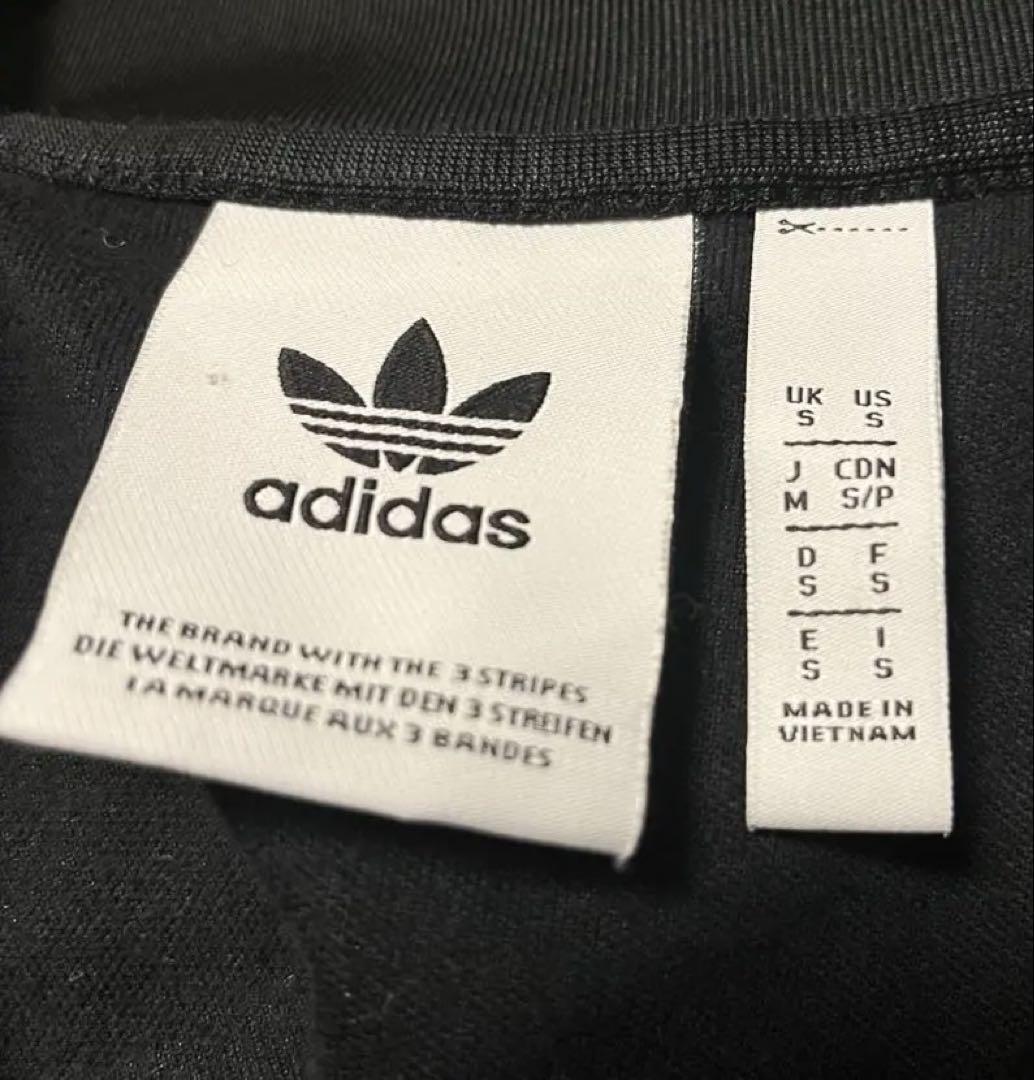 adidas
THE BRAND WITH THE 3 STRIPES
DIE WELTMARKE MIT DEN 3 STREIFEN
LA MARQUE AUX 3 BANDES
UK US
S S
J CDN
M S/P
D F
S S
E I
S S
MADE IN
VIETNAM